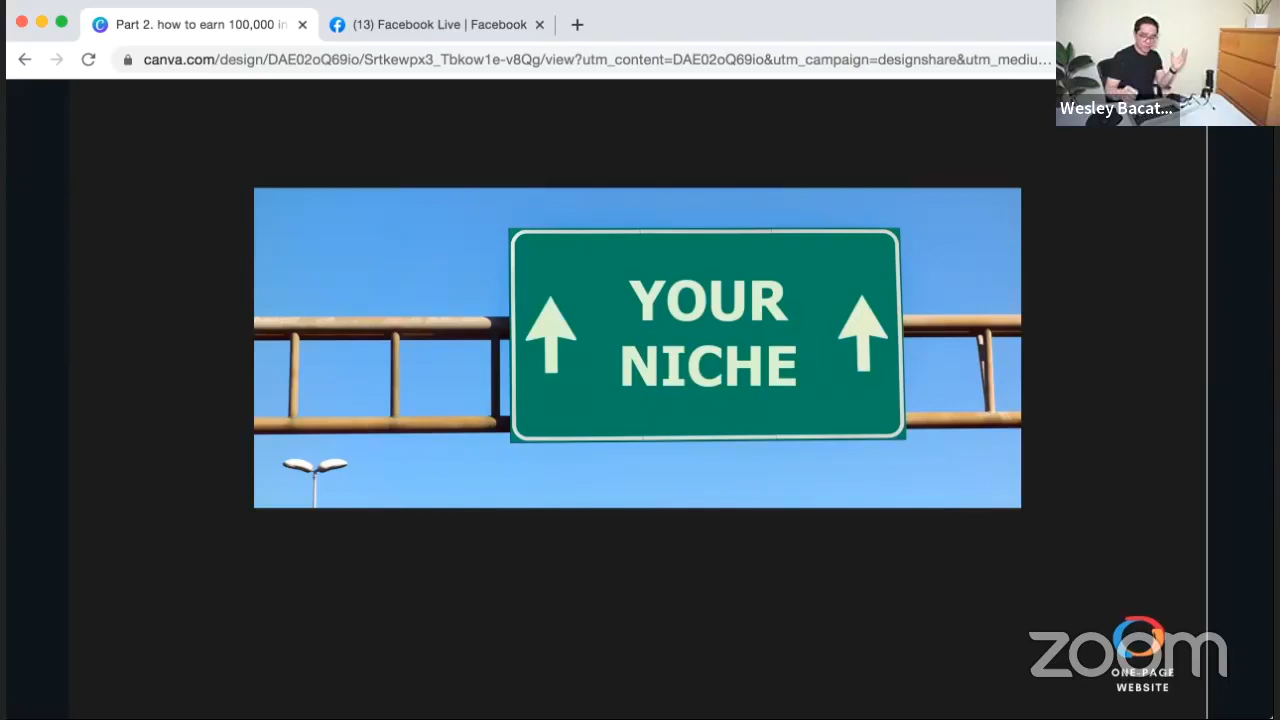 Part 2. how to earn 100,000 in
(13) Facebook Live | Facebook
canva.com/design/DAE02oQ69io/Srtkewpx3_Tbkow1e-v8Qg/view?utm_content=DAE02oQ69io&utm_campaign=designshare&utm_mediu...
Wesley Bacat...
YOUR
NICHE
zoom
ONE-PAGE
WEBSITE